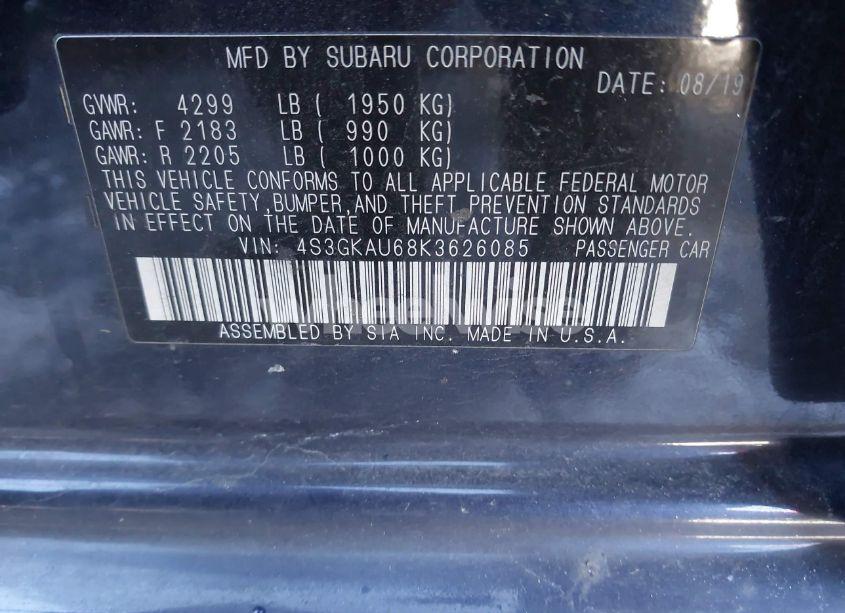 MFD BY SUBARU CORPORATION
DATE: 08/19
GVWR: 4299 LB ( 1950 KG)
GAWR: F 2183 LB ( 990 KG)
GAWR: R 2205 LB ( 1000 KG)
THIS VEHICLE CONFORMS TO ALL APPLICABLE FEDERAL MOTOR
VEHICLE SAFETY, BUMPER, AND THEFT PREVENTION STANDARDS
IN EFFECT ON THE DATE OF MANUFACTURE SHOWN ABOVE.
VIN: 4S3GKAU68K3626085 PASSENGER CAR
ASSEMBLED BY SIA INC. MADE IN U.S.A.